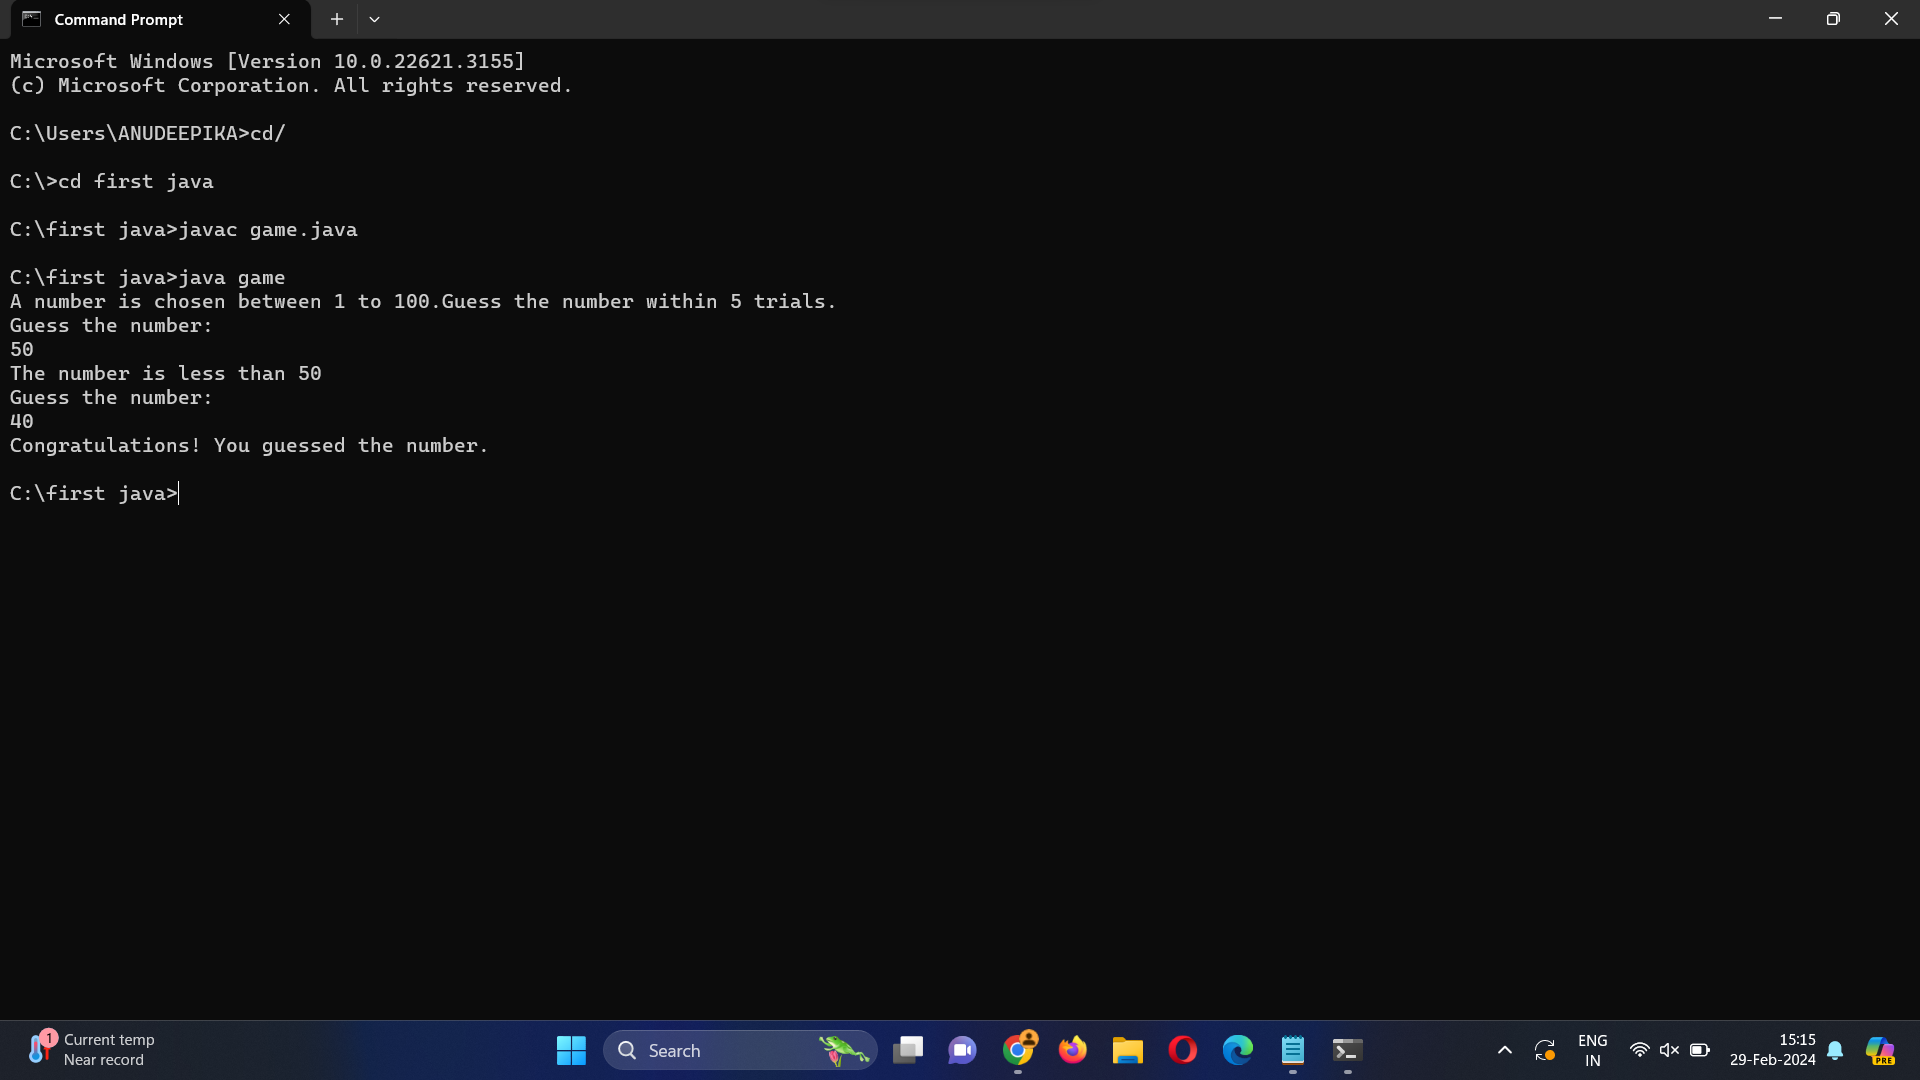 Command Prompt
Microsoft Windows [Version 10.0.22621.3155]
(c) Microsoft Corporation. All rights reserved.
C:\Users\ANUDEEPIKA>cd/
C:\>cd first java
C:\first java>javac game.java
C:\first java>java game
A number is chosen between 1 to 100.Guess the number within 5 trials.
Guess the number:
50
The number is less than 50
Guess the number:
40
Congratulations! You guessed the number.
C:\first java>
1
Current temp
Near record
Search
ENG
IN
15:15
29-Feb-2024
PRE